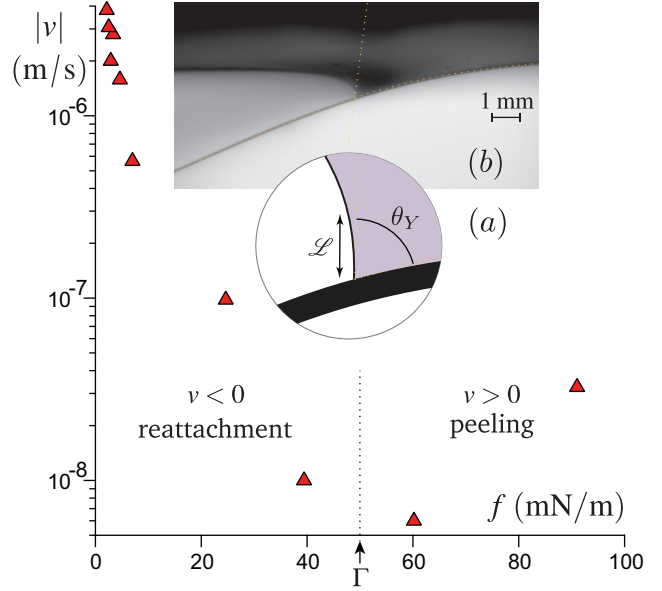 |v|
(m/s)
10⁻⁶
10⁻⁷
10⁻⁸
1 mm
(b)
(a)
ℒ
θ_Y
v < 0
reattachment
v > 0
peeling
f (mN/m)
0
20
40
60
80
100
Γ